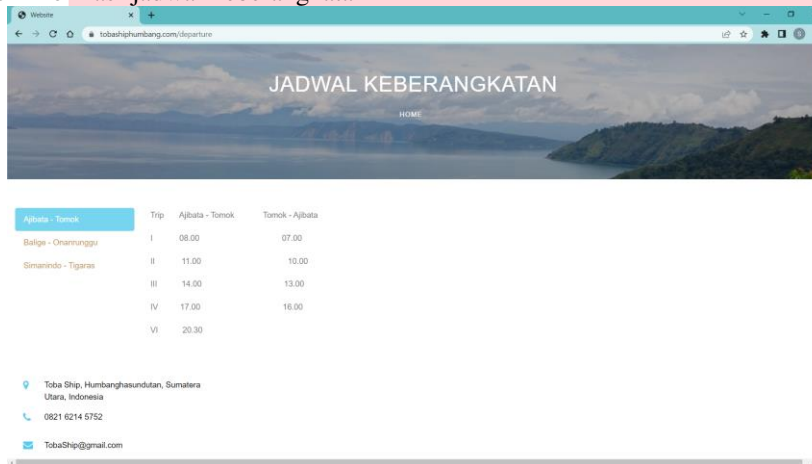 Website
tobashiphumbang.com/departure
JADWAL KEBERANGKATAN
HOME
Ajibata - Tomok
Balige - Onanrunggu
Simanindo - Tigaras
Trip Ajibata - Tomok Tomok - Ajibata
I 08.00 07.00
II 11.00 10.00
III 14.00 13.00
IV 17.00 16.00
VI 20.30
Toba Ship, Humbanghasundutan, Sumatera
Utara, Indonesia
0821 6214 5752
TobaShip@gmail.com